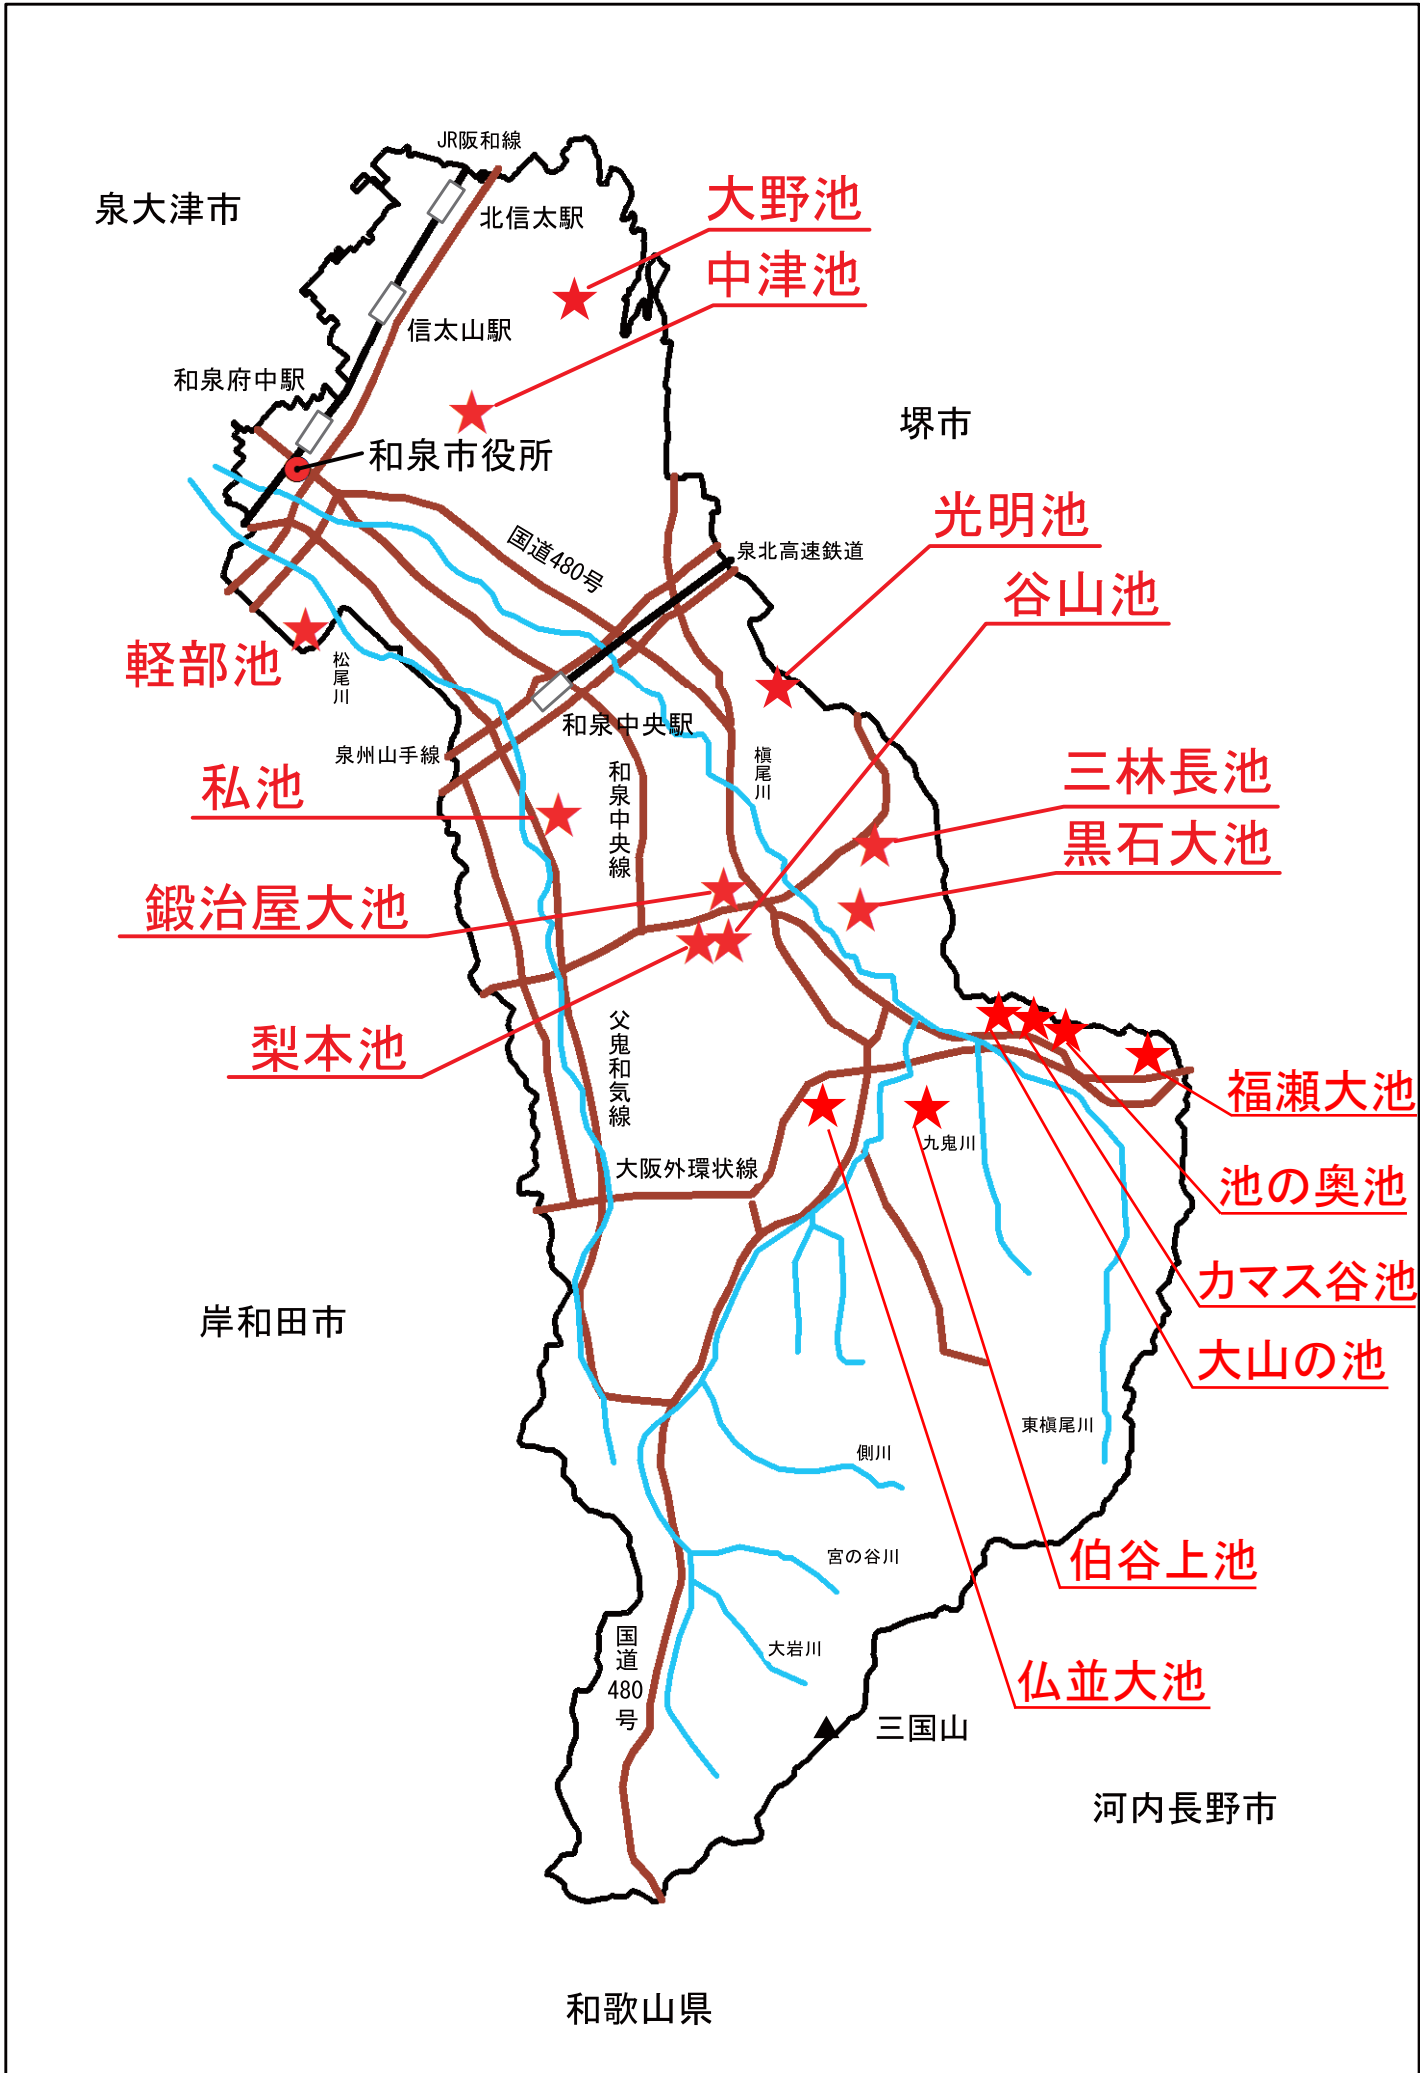 JR阪和線
泉大津市
大野池
北信太駅
中津池
信太山駅
和泉府中駅
堺市
和泉市役所
光明池
国道480号
泉北高速鉄道
谷山池
軽部池
松尾川
和泉中央駅
泉州山手線
槇尾川
三林長池
私池
和泉中央線
黒石大池
鍛治屋大池
梨本池
父鬼和気線
福瀬大池
九鬼川
大阪外環状線
池の奥池
カマス谷池
岸和田市
大山の池
東槇尾川
側川
宮の谷川
伯谷上池
大岩川
国道480号
仏並大池
三国山
河内長野市
和歌山県